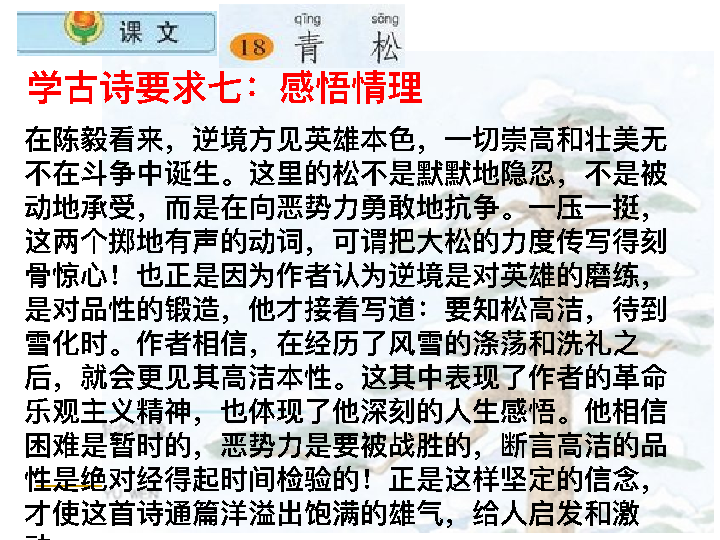 qīng sōng
课 文 18 青 松
学古诗要求七：感悟情理
在陈毅看来，逆境方见英雄本色，一切崇高和壮美无
不在斗争中诞生。这里的松不是默默地隐忍，不是被
动地承受，而是在向恶势力勇敢地抗争。一压一挺，
这两个掷地有声的动词，可谓把大松的力度传写得刻
骨惊心！也正是因为作者认为逆境是对英雄的磨练，
是对品性的锻造，他才接着写道：要知松高洁，待到
雪化时。作者相信，在经历了风雪的涤荡和洗礼之
后，就会更见其高洁本性。这其中表现了作者的革命
乐观主义精神，也体现了他深刻的人生感悟。他相信
困难是暂时的，恶势力是要被战胜的，断言高洁的品
性是绝对经得起时间检验的！正是这样坚定的信念，
才使这首诗通篇洋溢出饱满的雄气，给人启发和激